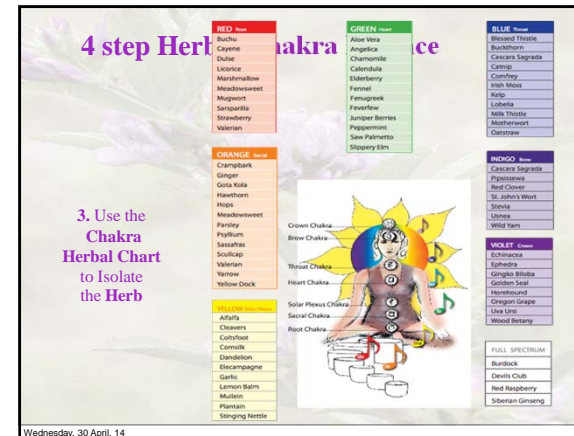 4 step Herb hakra ce
RED Root
Buchu
Cayene
Dulse
Licorice
Marshmallow
Meadowsweet
Mugwort
Sarsparilla
Strawberry
Valerian
GREEN Heart
Aloe Vera
Angelica
Chamomile
Calendula
Elderberry
Fennel
Fenugreek
Feverfew
Juniper Berries
Peppermint
Saw Palmetto
Slippery Elm
BLUE Throat
Blessed Thistle
Buckthorn
Cascara Sagrada
Catnip
Comfrey
Irish Moss
Kelp
Lobelia
Milk Thistle
Motherwort
Oatstraw
ORANGE Sacral
Crampbark
Ginger
Gota Kola
Hawthorn
Hops
Meadowsweet
Parsley
Psyllium
Sassafras
Scullcap
Valerian
Yarrow
Yellow Dock
INDIGO Brow
Cascara Sagrada
Pipsissewa
Red Clover
St. John's Wort
Stevia
Usnea
Wild Yam
3. Use the
Chakra
Herbal Chart
to Isolate
the Herb
Crown Chakra
Brow Chakra
Throat Chakra
Heart Chakra
Solar Plexus Chakra
Sacral Chakra
Root Chakra
VIOLET Crown
Echinacea
Ephedra
Gingko Biloba
Golden Seal
Horehound
Oregon Grape
Uva Ursi
Wood Betany
YELLOW Solar Plexus
Alfalfa
Cleavers
Coltsfoot
Cornsilk
Dandelion
Elecampagne
Garlic
Lemon Balm
Mullein
Plantain
Stinging Nettle
FULL SPECTRUM
Burdock
Devils Club
Red Raspberry
Siberian Ginseng
Wednesday, 30 April, 14